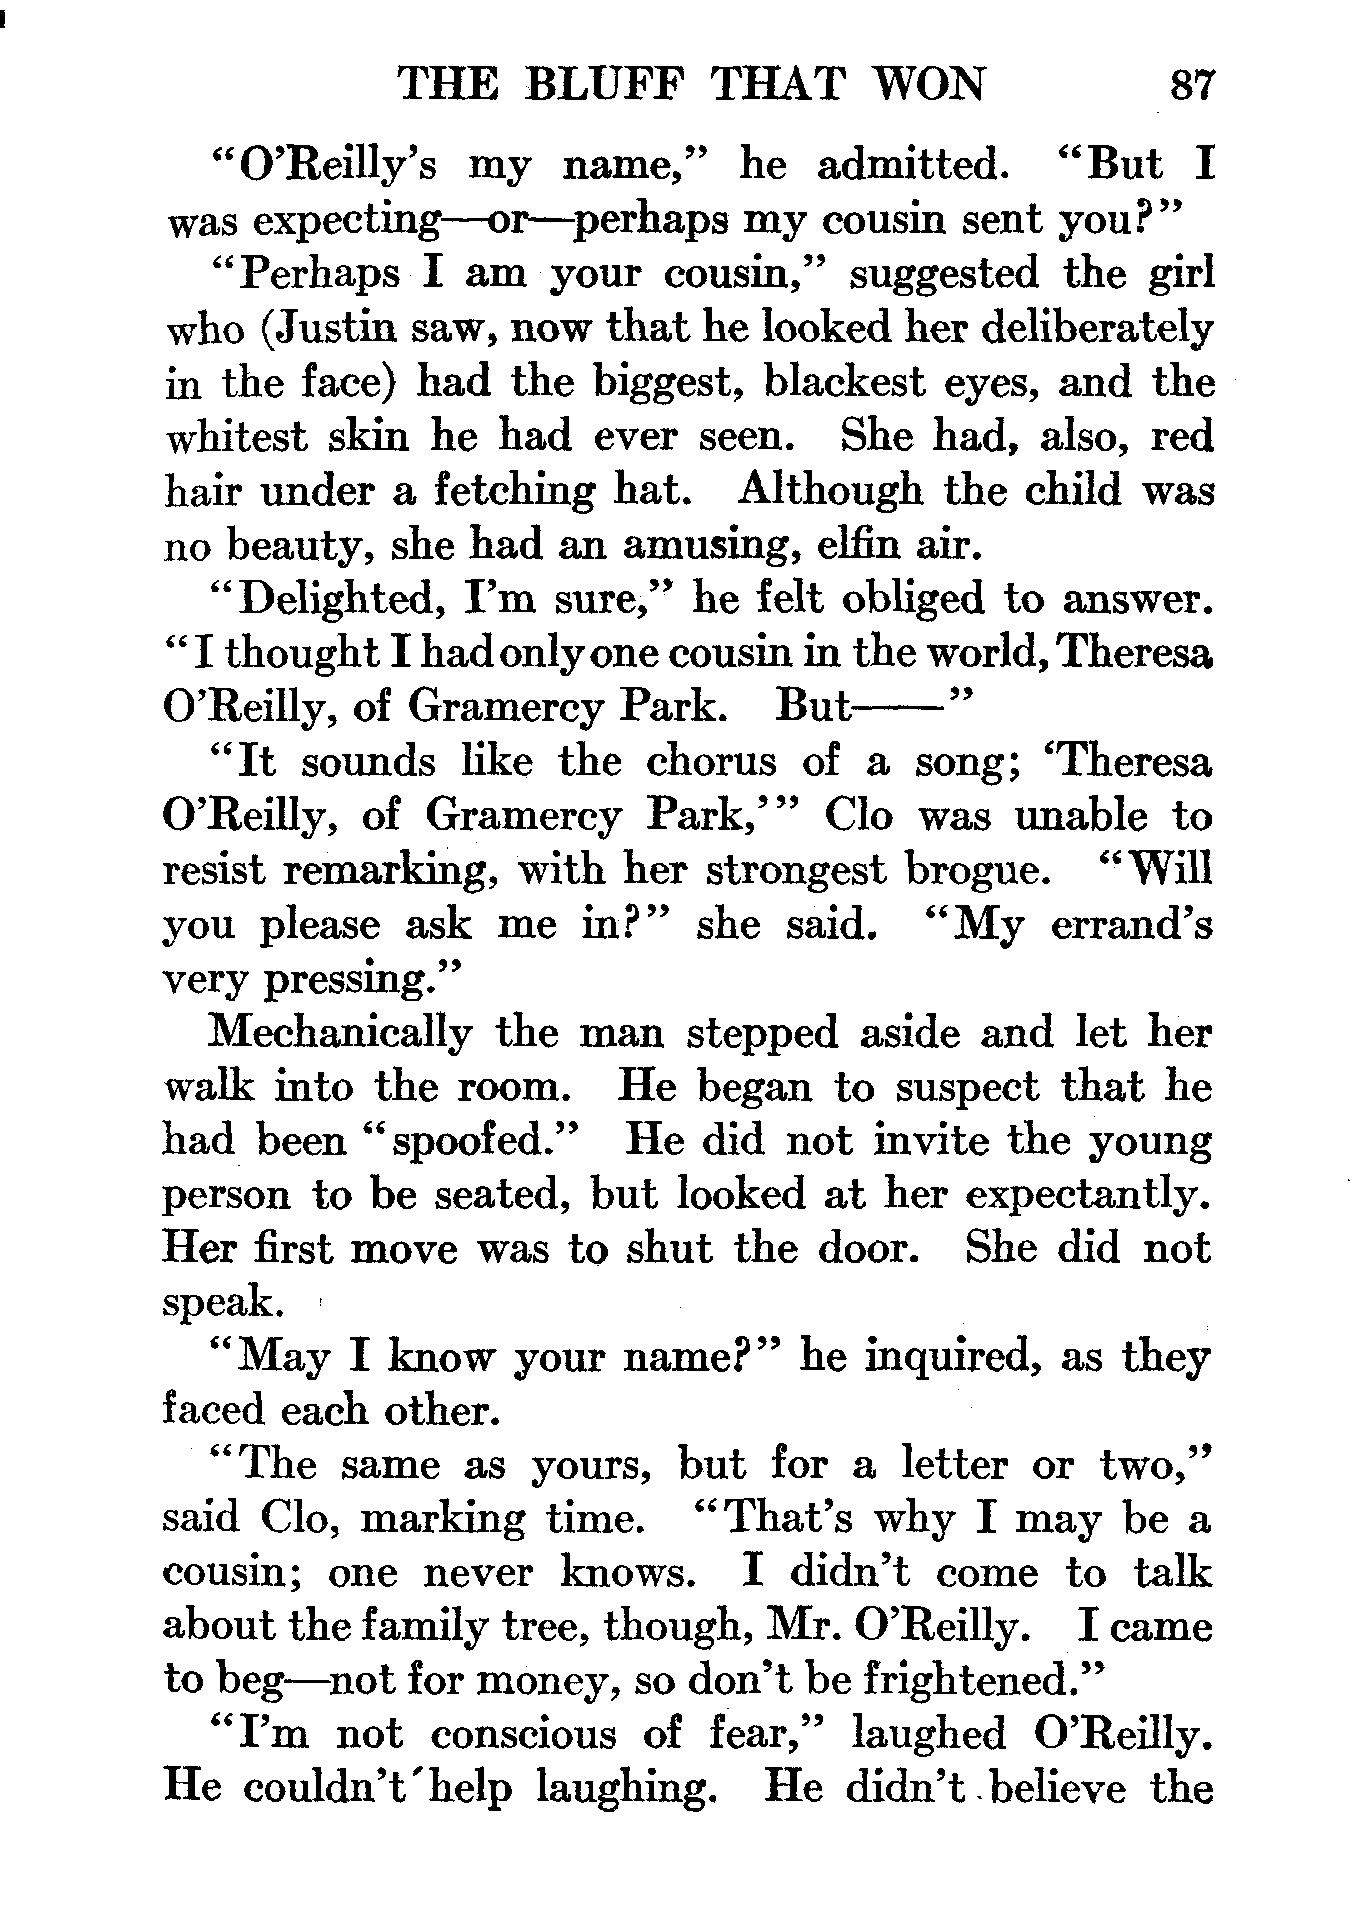 THE BLUFF THAT WON 87
"O'Reilly's my name," he admitted. "But I
was expecting—or—perhaps my cousin sent you?"
"Perhaps I am your cousin," suggested the girl
who (Justin saw, now that he looked her deliberately
in the face) had the biggest, blackest eyes, and the
whitest skin he had ever seen. She had, also, red
hair under a fetching hat. Although the child was
no beauty, she had an amusing, elfin air.
"Delighted, I'm sure," he felt obliged to answer.
"I thought I had only one cousin in the world, Theresa
O'Reilly, of Gramercy Park. But——"
"It sounds like the chorus of a song; 'Theresa
O'Reilly, of Gramercy Park,'" Clo was unable to
resist remarking, with her strongest brogue. "Will
you please ask me in?" she said. "My errand's
very pressing."
Mechanically the man stepped aside and let her
walk into the room. He began to suspect that he
had been "spoofed." He did not invite the young
person to be seated, but looked at her expectantly.
Her first move was to shut the door. She did not
speak.
"May I know your name?" he inquired, as they
faced each other.
"The same as yours, but for a letter or two,"
said Clo, marking time. "That's why I may be a
cousin; one never knows. I didn't come to talk
about the family tree, though, Mr. O'Reilly. I came
to beg—not for money, so don't be frightened."
"I'm not conscious of fear," laughed O'Reilly.
He couldn't help laughing. He didn't believe the